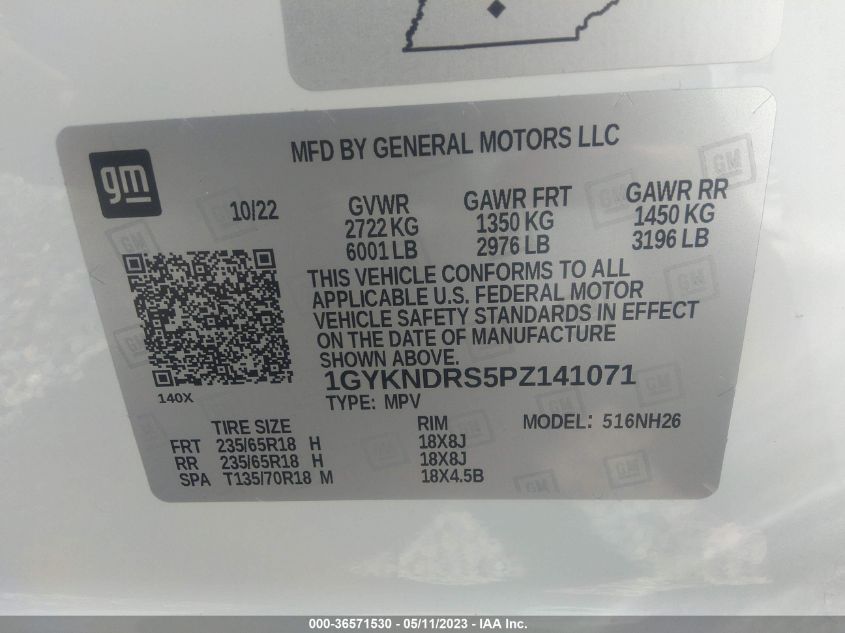 MFD BY GENERAL MOTORS LLC
gm
10/22
GVWR GAWR FRT GAWR RR
2722 KG 1350 KG 1450 KG
6001 LB 2976 LB 3196 LB
THIS VEHICLE CONFORMS TO ALL
APPLICABLE U.S. FEDERAL MOTOR
VEHICLE SAFETY STANDARDS IN EFFECT
ON THE DATE OF MANUFACTURE
SHOWN ABOVE.
140X
1GYKNDRS5PZ141071
TYPE: MPV
TIRE SIZE RIM MODEL: 516NH26
FRT 235/65R18 H 18X8J
RR 235/65R18 H 18X8J
SPA T135/70R18 M 18X4.5B
000-36571530 - 05/11/2023 - IAA Inc.